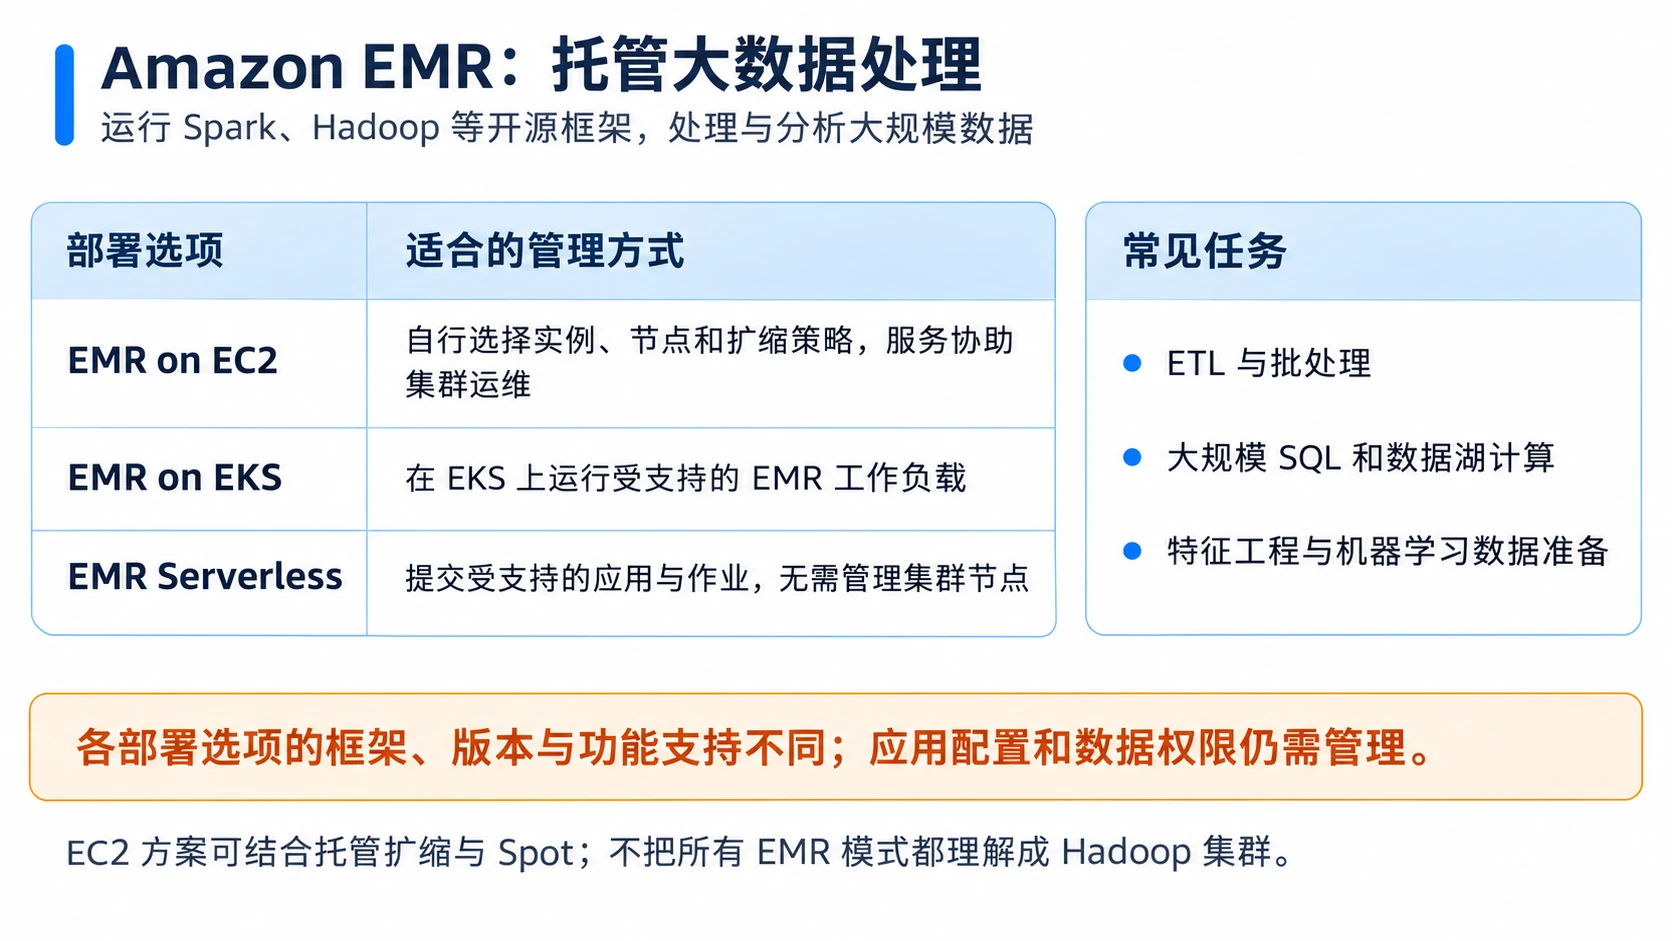 Amazon EMR：托管大数据处理
运行 Spark、Hadoop 等开源框架，处理与分析大规模数据
部署选项
适合的管理方式
EMR on EC2
自行选择实例、节点和扩缩策略，服务协助
集群运维
EMR on EKS
在 EKS 上运行受支持的 EMR 工作负载
EMR Serverless
提交受支持的应用与作业，无需管理集群节点
常见任务
ETL 与批处理
大规模 SQL 和数据湖计算
特征工程与机器学习数据准备
各部署选项的框架、版本与功能支持不同；应用配置和数据权限仍需管理。
EC2 方案可结合托管扩缩与 Spot；不把所有 EMR 模式都理解成 Hadoop 集群。